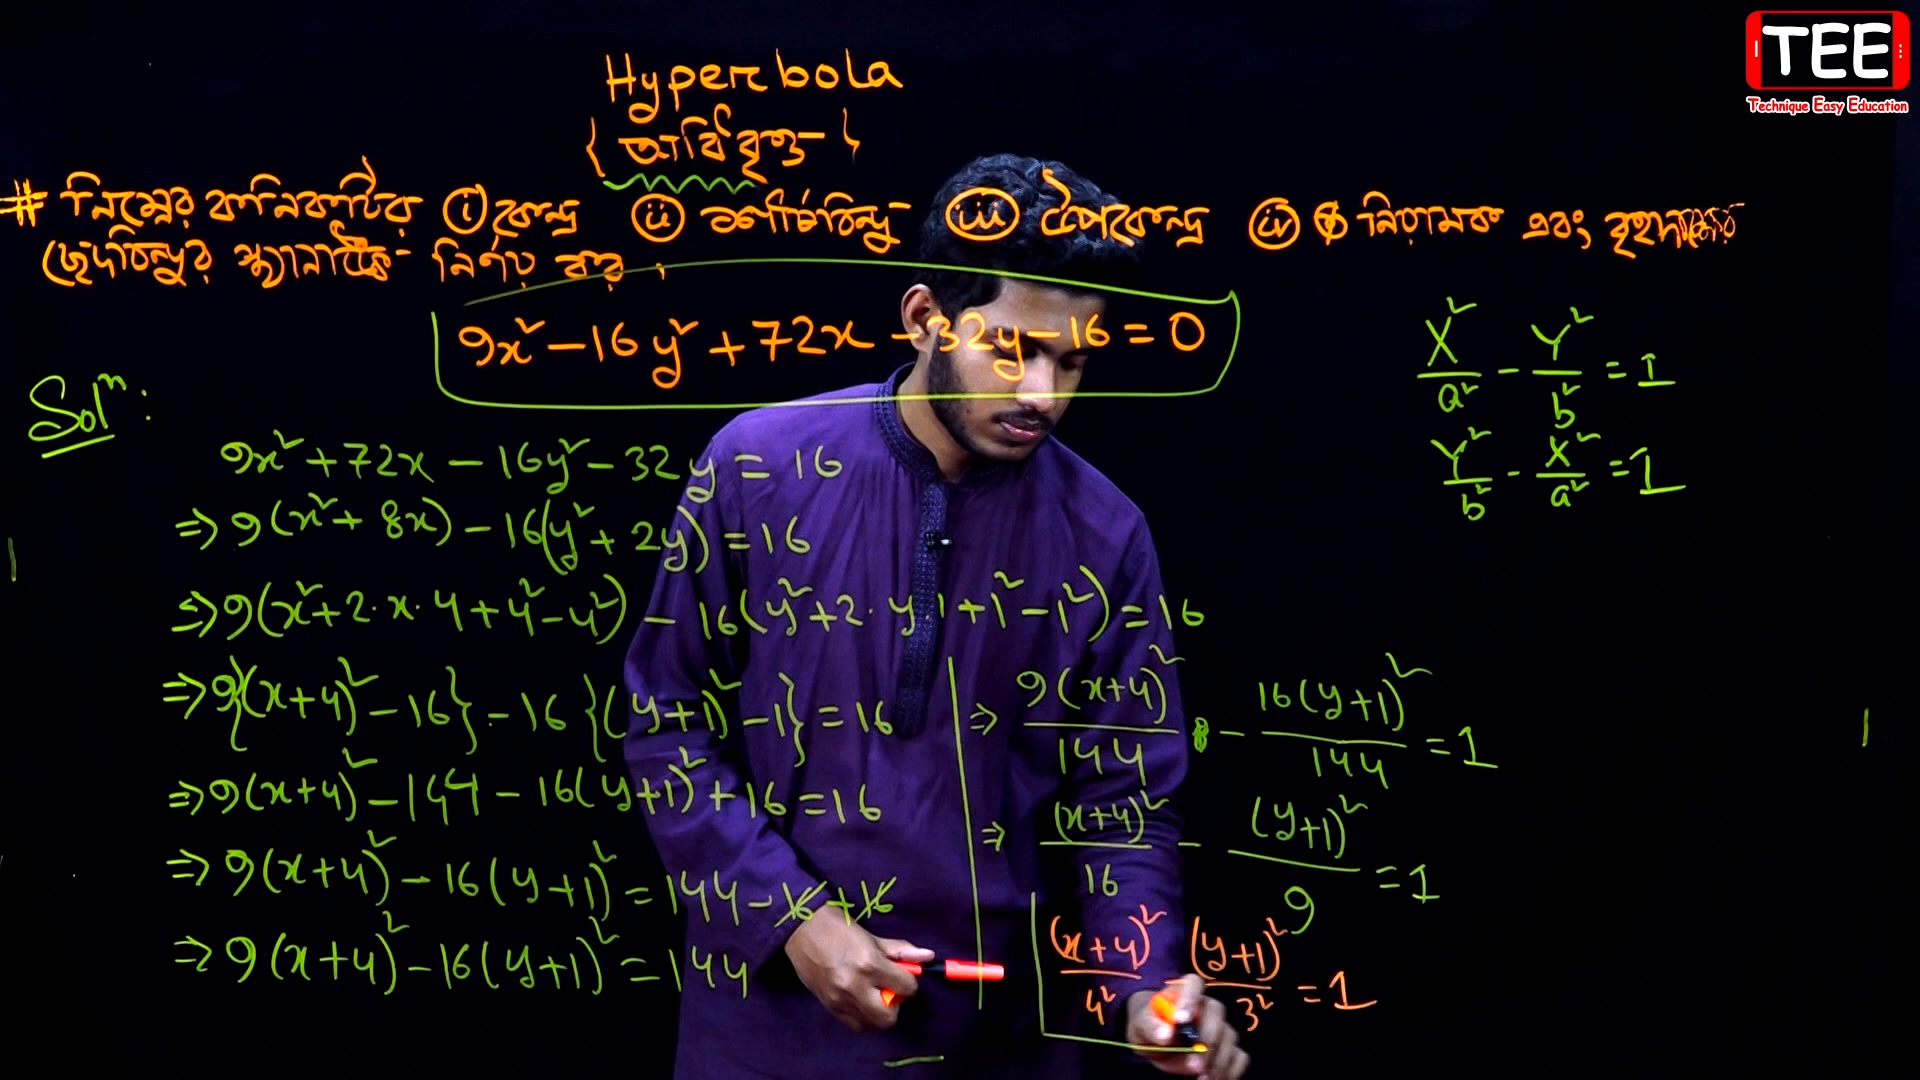 TEE
Technique Easy Education
Hyperbola
{ অধিবৃত্ত }
# নিম্নের কনিকটির (i) কেন্দ্র (ii) শীর্ষবিন্দু (iii) উপকেন্দ্র (iv) নিয়ামক এবং বৃহদাক্ষের
ছেদবিন্দুর স্থানাঙ্ক নির্ণয় কর।
9x² - 16y² + 72x - 32y - 16 = 0
X²/a² - Y²/b² = 1
Y²/b² - X²/a² = 1
Solⁿ:
9x² + 72x - 16y² - 32y = 16
⇒ 9(x² + 8x) - 16(y² + 2y) = 16
⇒ 9(x² + 2·x·4 + 4² - 4²) - 16(y² + 2·y 1 + 1² - 1²) = 16
⇒ 9{(x+4)² - 16} - 16{(y+1)² - 1} = 16
⇒ 9(x+4)² - 144 - 16(y+1)² + 16 = 16
⇒ 9(x+4)² - 16(y+1)² = 144 - 16 + 16
⇒ 9(x+4)² - 16(y+1)² = 144
⇒ 9(x+4)²/144 - 16(y+1)²/144 = 1
⇒ (x+4)²/16 - (y+1)²/9 = 1
(x+4)²/4² - (y+1)²/3² = 1